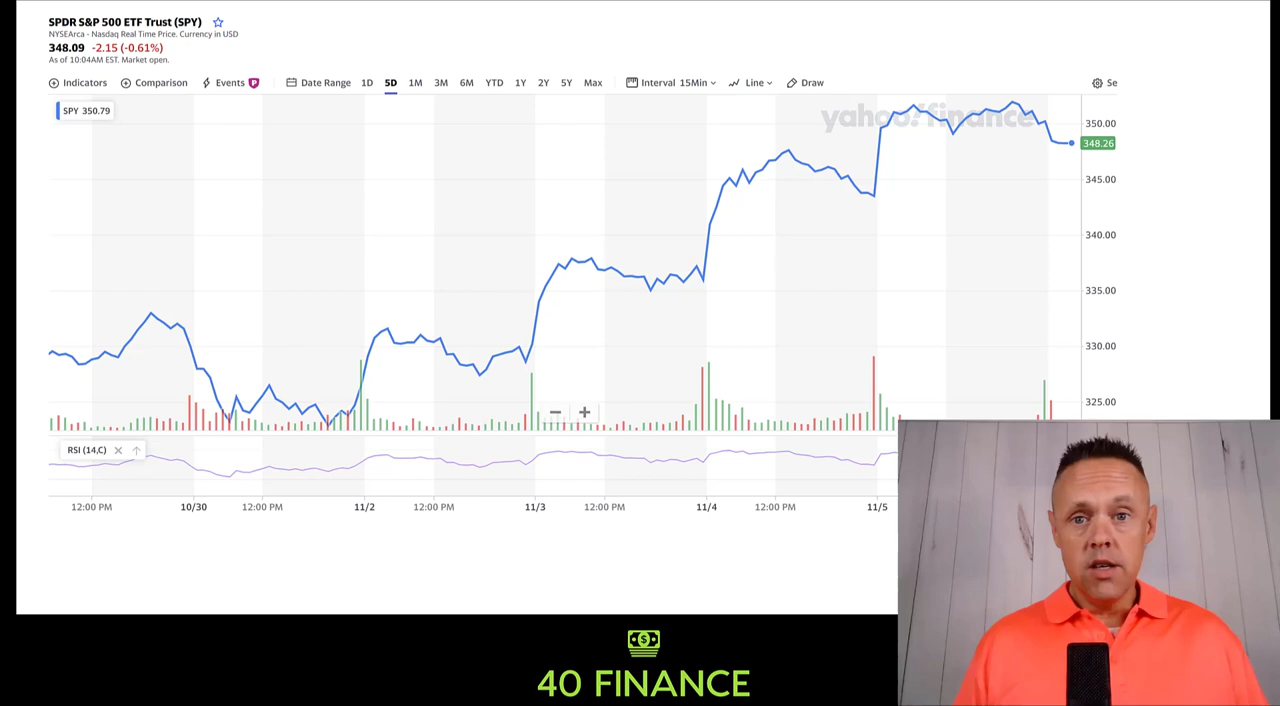 SPDR S&P 500 ETF Trust (SPY)
NYSEArca - Nasdaq Real Time Price. Currency in USD
348.09 -2.15 (-0.61%)
As of 10:04AM EST. Market open.
Indicators Comparison Events P Date Range 1D 5D 1M 3M 6M YTD 1Y 2Y 5Y Max Interval 15Min Line Draw Se
SPY 350.79
yahoo!finance
350.00
348.26
345.00
340.00
335.00
330.00
325.00
RSI (14,C)
12:00 PM 10/30 12:00 PM 11/2 12:00 PM 11/3 12:00 PM 11/4 12:00 PM 11/5
40 FINANCE